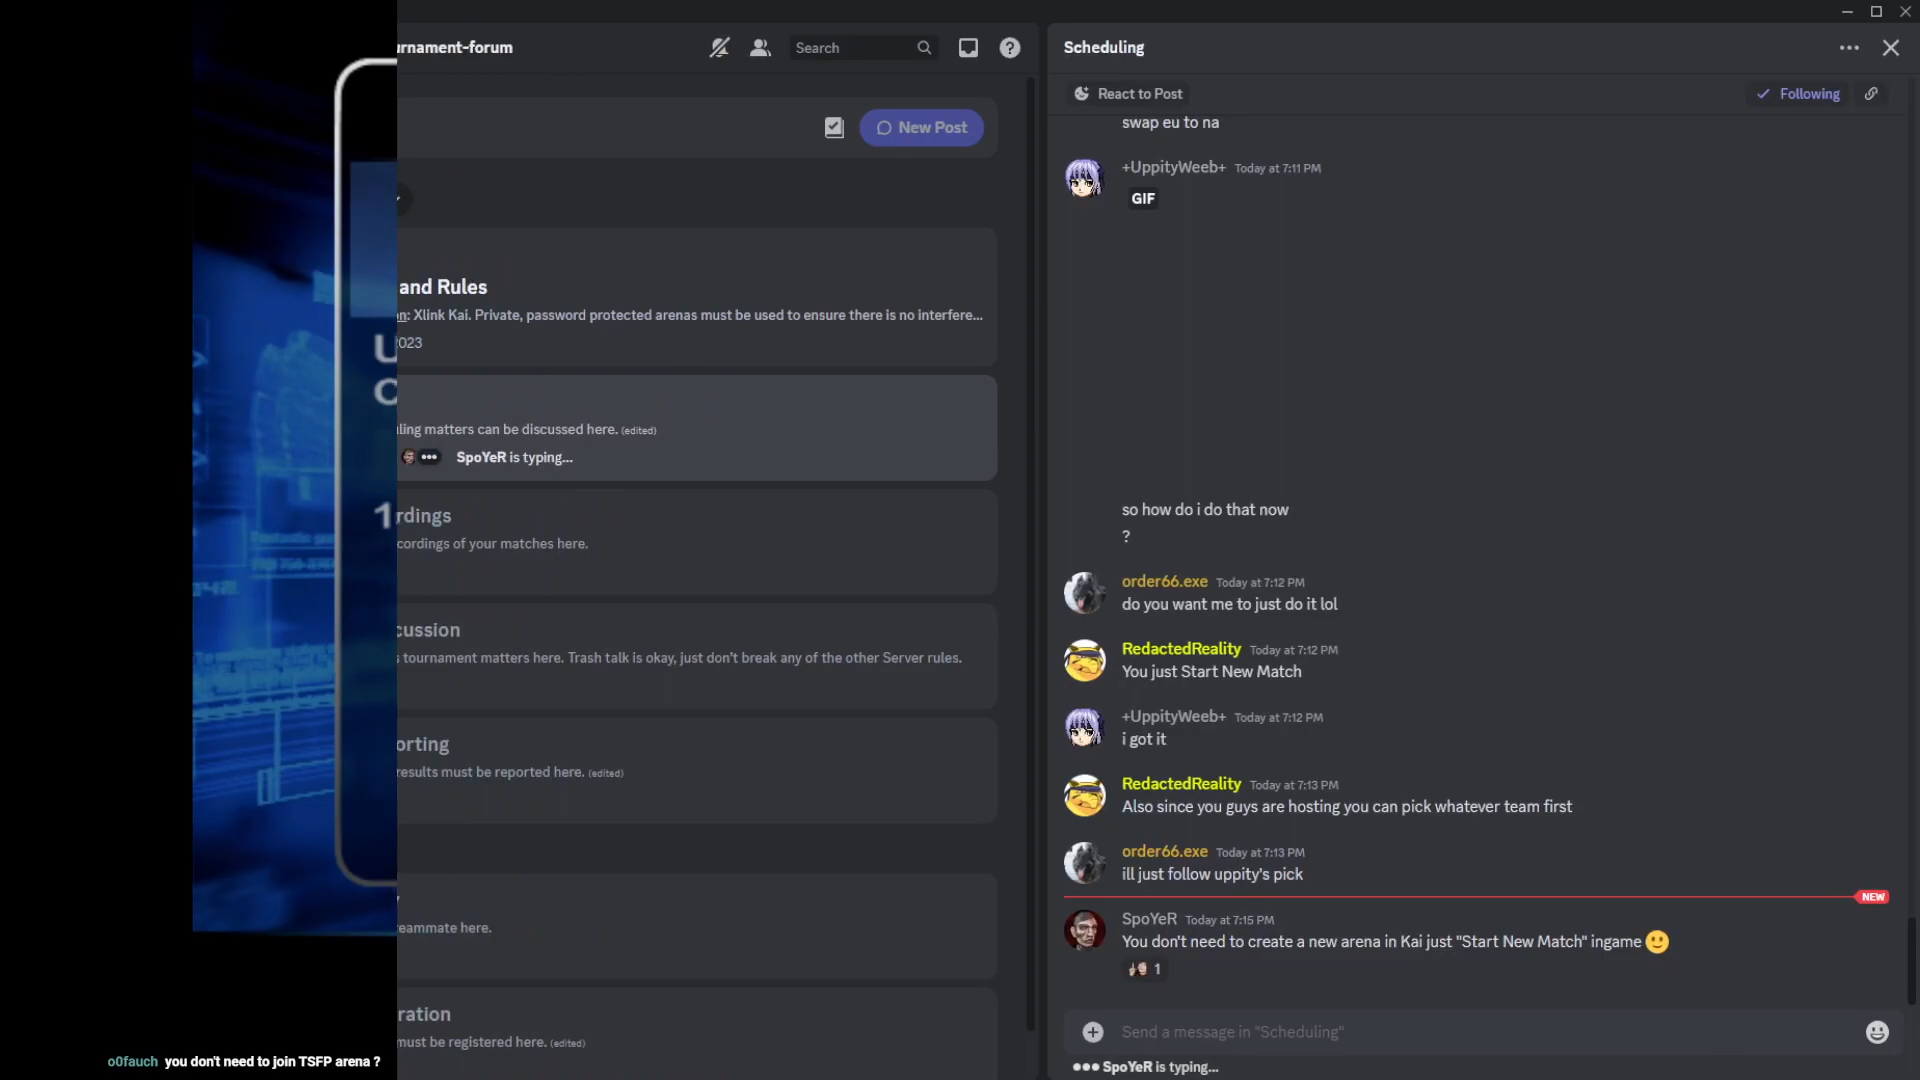 urnament-forum
Search
New Post
and Rules
on: Xlink Kai. Private, password protected arenas must be used to ensure there is no interfere...
2023
ling matters can be discussed here. (edited)
SpoYeR is typing...
rdings
cordings of your matches here.
cussion
s tournament matters here. Trash talk is okay, just don't break any of the other Server rules.
orting
results must be reported here. (edited)
eammate here.
ration
must be registered here. (edited)
U
C
1
o0fauch you don't need to join TSFP arena ?
Scheduling
React to Post
Following
swap eu to na
+UppityWeeb+ Today at 7:11 PM
GIF
so how do i do that now
?
order66.exe Today at 7:12 PM
do you want me to just do it lol
RedactedReality Today at 7:12 PM
You just Start New Match
+UppityWeeb+ Today at 7:12 PM
i got it
RedactedReality Today at 7:13 PM
Also since you guys are hosting you can pick whatever team first
order66.exe Today at 7:13 PM
ill just follow uppity's pick
NEW
SpoYeR Today at 7:15 PM
You don't need to create a new arena in Kai just "Start New Match" ingame
1
Send a message in "Scheduling"
SpoYeR is typing...